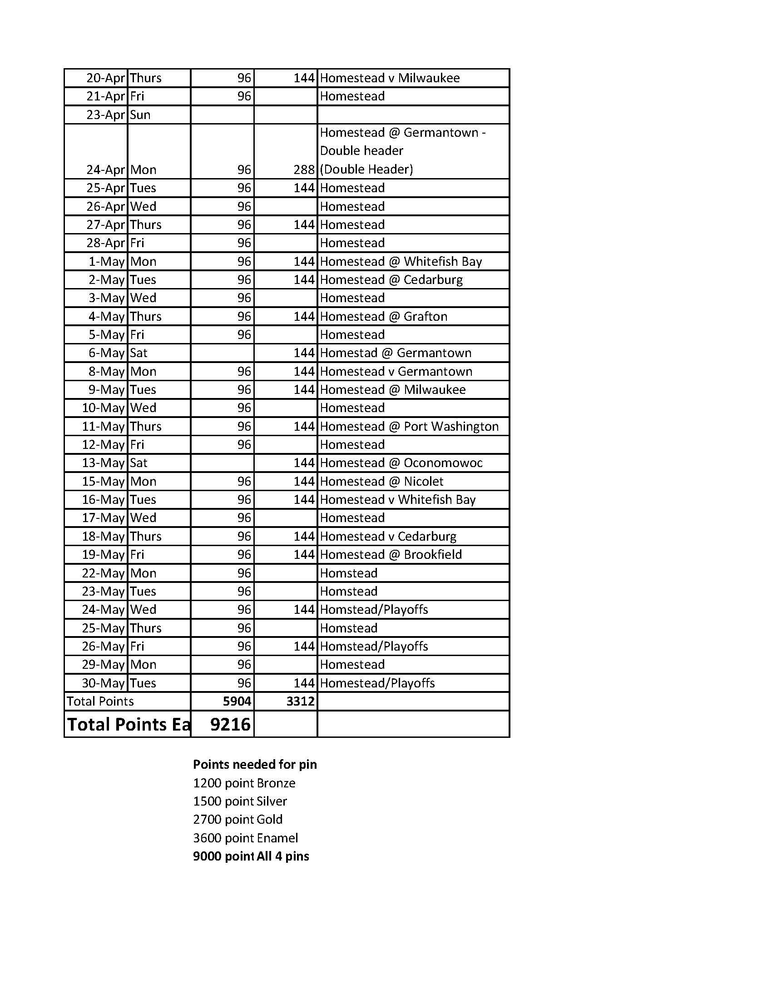 20-Apr Thurs 96 144 Homestead v Milwaukee
21-Apr Fri 96 Homestead
23-Apr Sun
Homestead @ Germantown -
Double header
24-Apr Mon 96 288 (Double Header)
25-Apr Tues 96 144 Homestead
26-Apr Wed 96 Homestead
27-Apr Thurs 96 144 Homestead
28-Apr Fri 96 Homestead
1-May Mon 96 144 Homestead @ Whitefish Bay
2-May Tues 96 144 Homestead @ Cedarburg
3-May Wed 96 Homestead
4-May Thurs 96 144 Homestead @ Grafton
5-May Fri 96 Homestead
6-May Sat 144 Homestad @ Germantown
8-May Mon 96 144 Homestead v Germantown
9-May Tues 96 144 Homestead @ Milwaukee
10-May Wed 96 Homestead
11-May Thurs 96 144 Homestead @ Port Washington
12-May Fri 96 Homestead
13-May Sat 144 Homestead @ Oconomowoc
15-May Mon 96 144 Homestead @ Nicolet
16-May Tues 96 144 Homestead v Whitefish Bay
17-May Wed 96 Homestead
18-May Thurs 96 144 Homestead v Cedarburg
19-May Fri 96 144 Homestead @ Brookfield
22-May Mon 96 Homstead
23-May Tues 96 Homstead
24-May Wed 96 144 Homstead/Playoffs
25-May Thurs 96 Homstead
26-May Fri 96 144 Homstead/Playoffs
29-May Mon 96 Homestead
30-May Tues 96 144 Homestead/Playoffs
Total Points 5904 3312
Total Points Ea 9216
Points needed for pin
1200 point Bronze
1500 point Silver
2700 point Gold
3600 point Enamel
9000 point All 4 pins